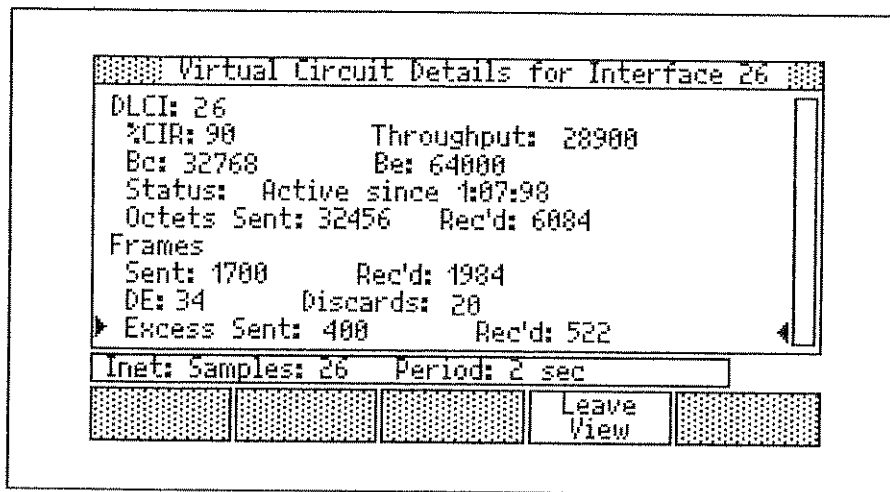 Virtual Circuit Details for Interface 26
DLCI: 26
%CIR: 90 Throughput: 28900
Bc: 32768 Be: 64000
Status: Active since 1:07:98
Octets Sent: 32456 Rec'd: 6084
Frames
Sent: 1700 Rec'd: 1984
DE: 34 Discards: 20
Excess Sent: 400 Rec'd: 522
Inet: Samples: 26 Period: 2 sec
Leave
View